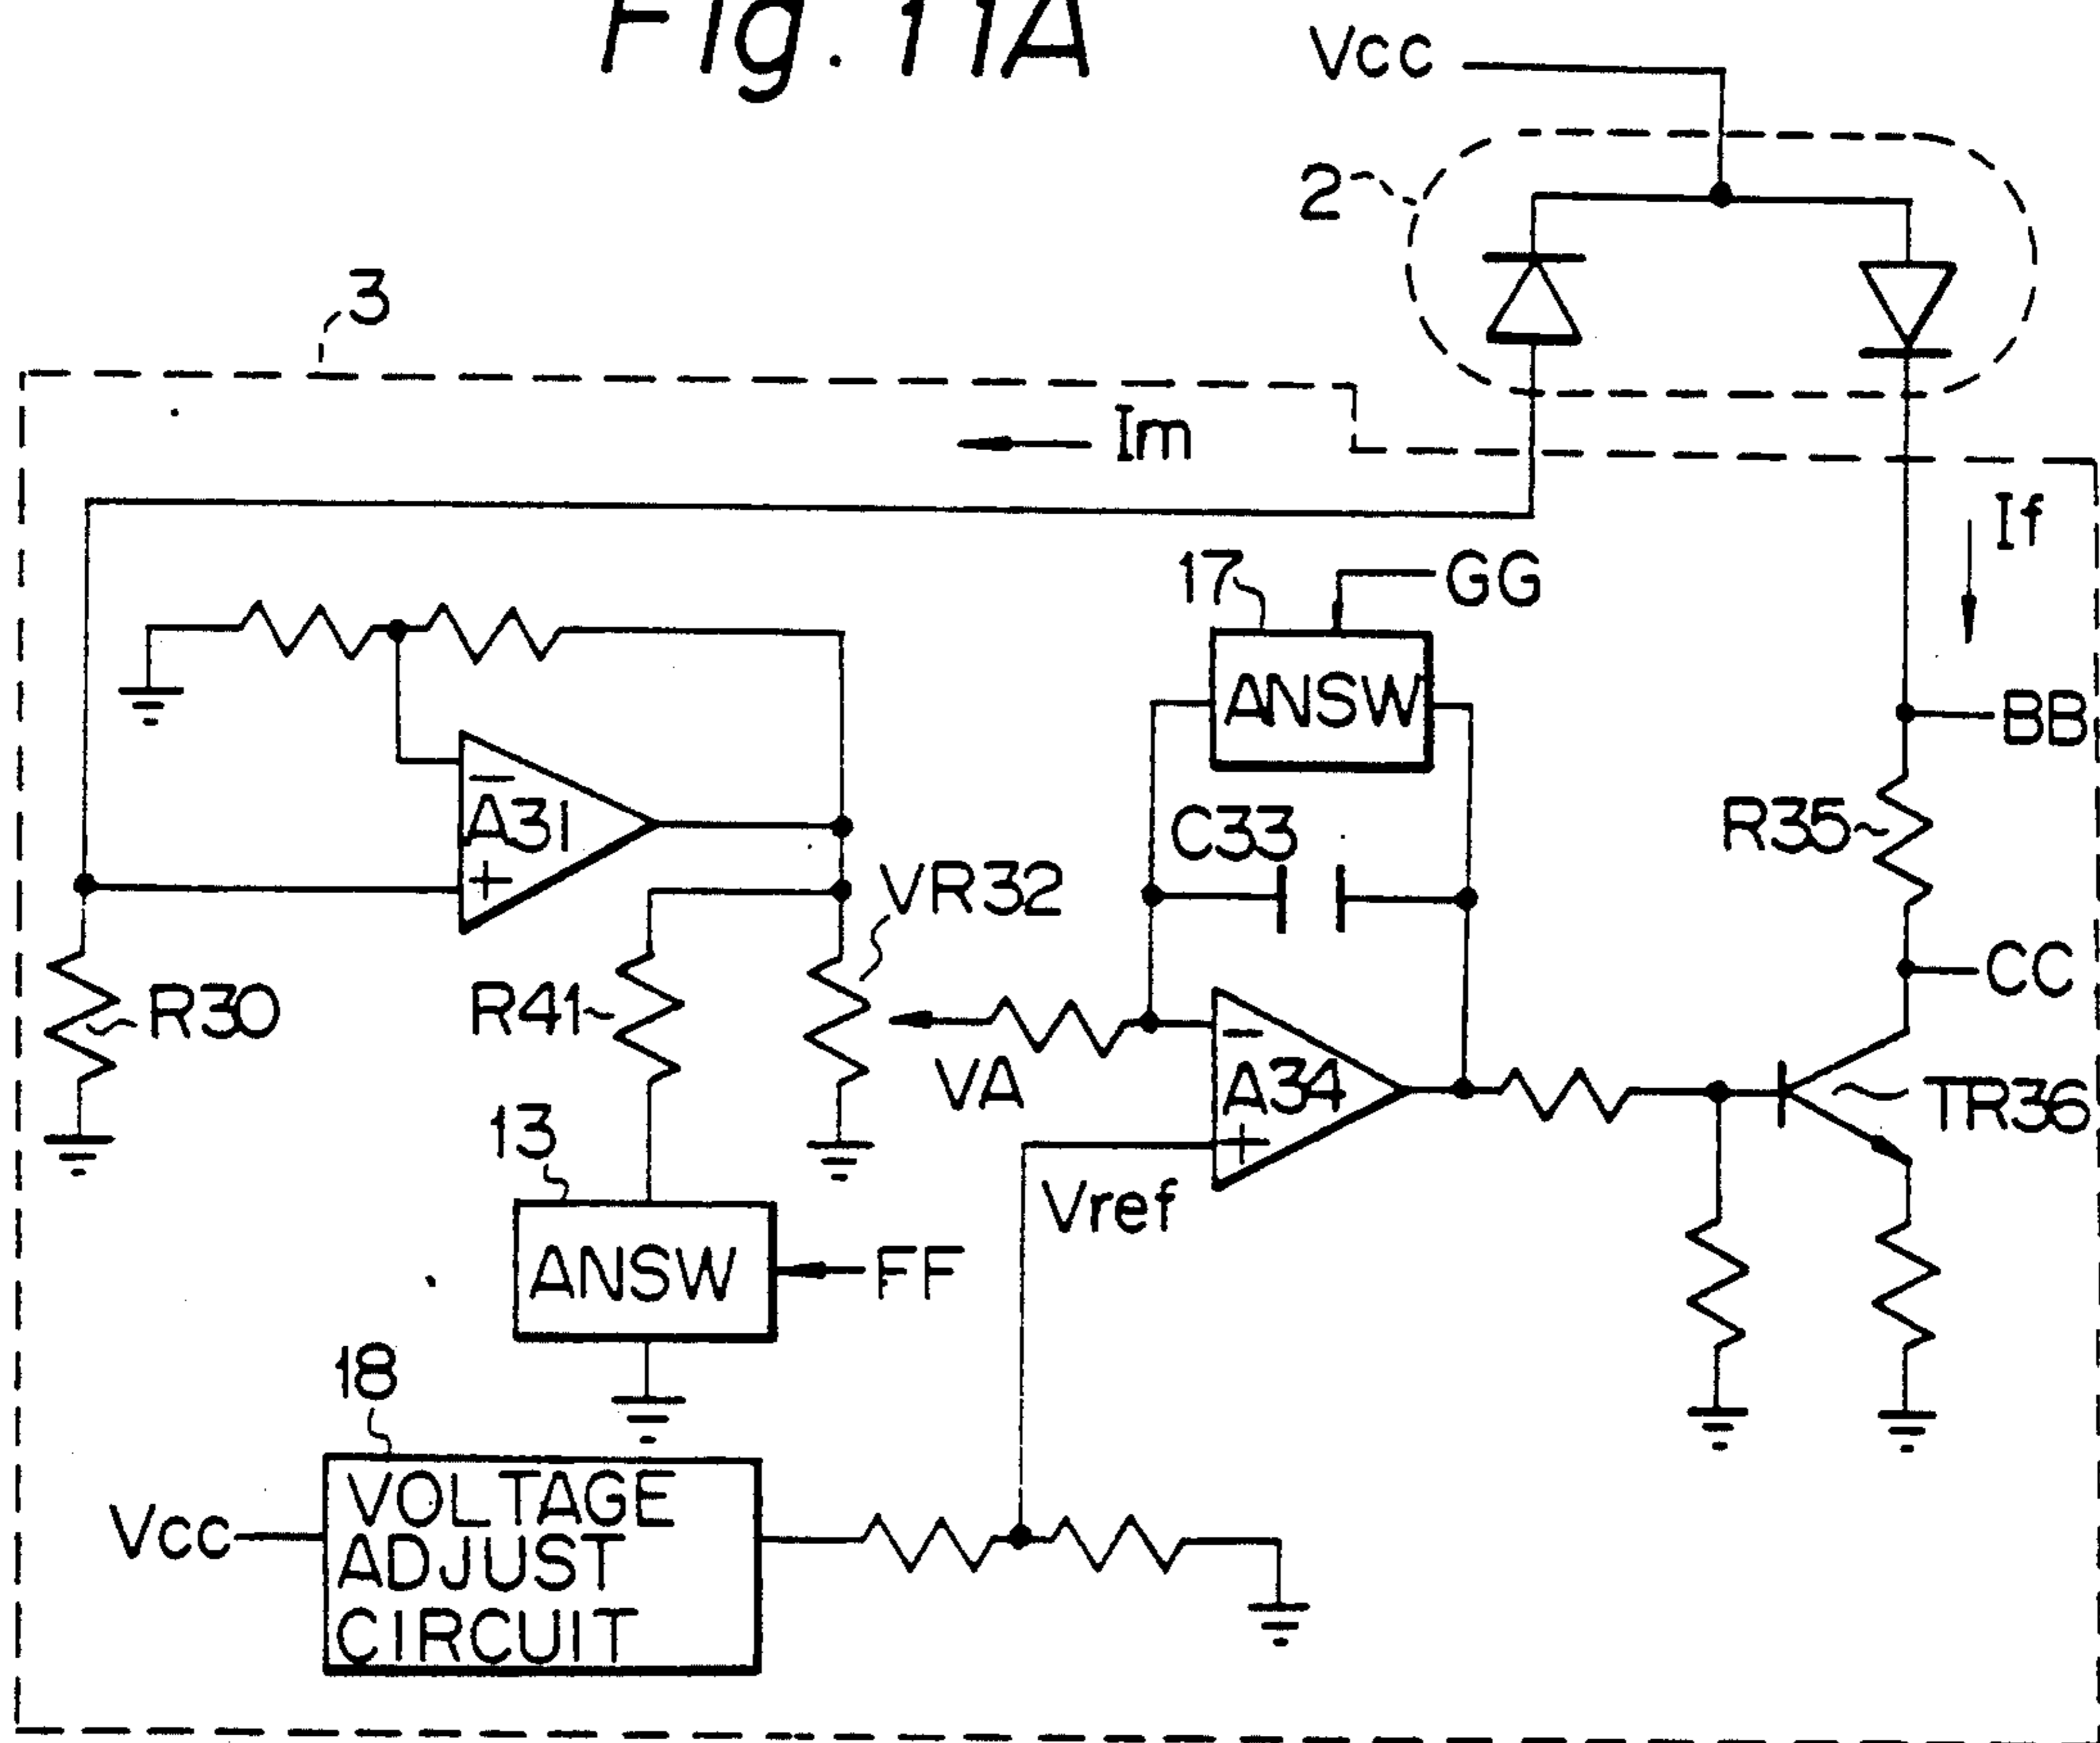 Fig. 11A
Vcc
2
3
Im
If
17
GG
ANSW
BB
A31
−
+
C33
R35
VR32
CC
R30
R41
VA
A34
−
+
TR36
13
Vref
ANSW
FF
18
Vcc
VOLTAGE
ADJUST
CIRCUIT